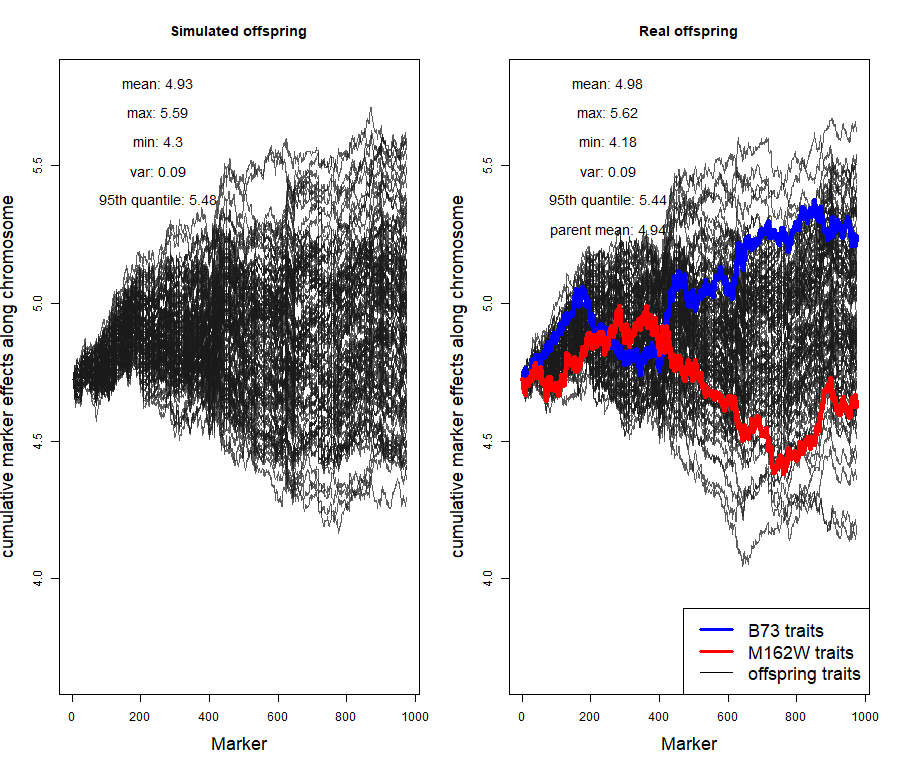 Simulated offspring
mean: 4.93
max: 5.59
min: 4.3
var: 0.09
95th quantile: 5.48
cumulative marker effects along chromosome
5.5
5.0
4.5
4.0
0 200 400 600 800 1000
Marker
Real offspring
mean: 4.98
max: 5.62
min: 4.18
var: 0.09
95th quantile: 5.44
parent mean: 4.94
cumulative marker effects along chromosome
5.5
5.0
4.5
4.0
B73 traits
M162W traits
offspring traits
0 200 400 600 800 1000
Marker